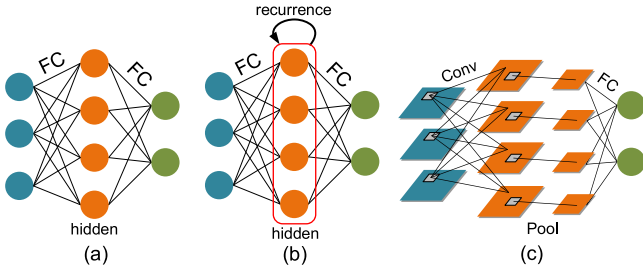 recurrence
FC
FC
FC
FC
Conv
FC
hidden
hidden
Pool
(a)
(b)
(c)